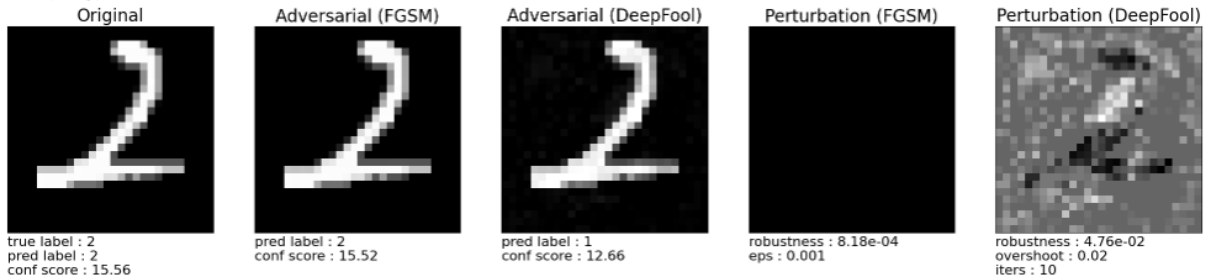 Original
true label : 2
pred label : 2
conf score : 15.56
Adversarial (FGSM)
pred label : 2
conf score : 15.52
Adversarial (DeepFool)
pred label : 1
conf score : 12.66
Perturbation (FGSM)
robustness : 8.18e-04
eps : 0.001
Perturbation (DeepFool)
robustness : 4.76e-02
overshoot : 0.02
iters : 10